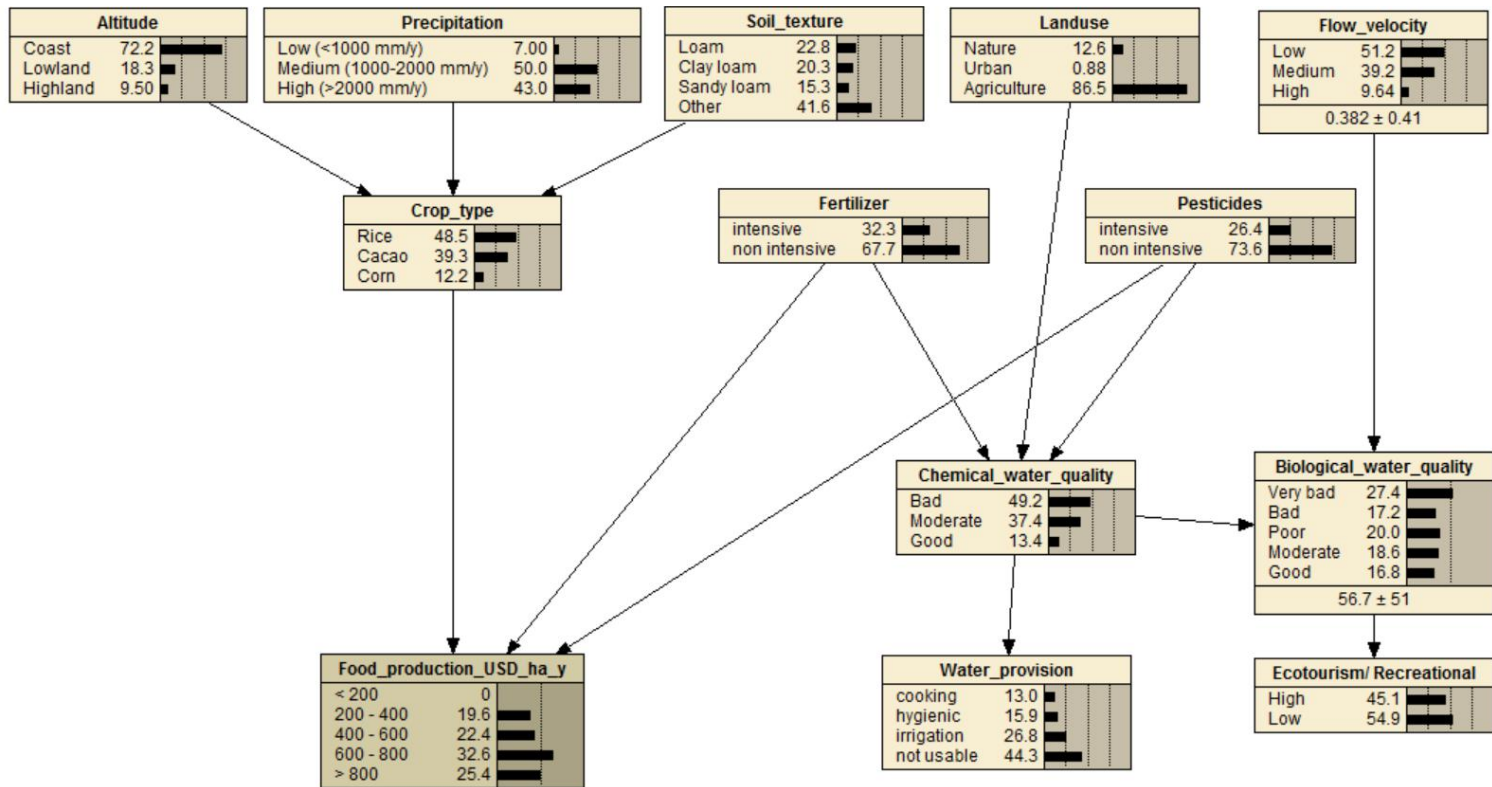 Altitude
Coast 72.2
Lowland 18.3
Highland 9.50
Precipitation
Low (<1000 mm/y) 7.00
Medium (1000-2000 mm/y) 50.0
High (>2000 mm/y) 43.0
Soil_texture
Loam 22.8
Clay loam 20.3
Sandy loam 15.3
Other 41.6
Landuse
Nature 12.6
Urban 0.88
Agriculture 86.5
Flow_velocity
Low 51.2
Medium 39.2
High 9.64
0.382 ± 0.41
Crop_type
Rice 48.5
Cacao 39.3
Corn 12.2
Fertilizer
intensive 32.3
non intensive 67.7
Pesticides
intensive 26.4
non intensive 73.6
Chemical_water_quality
Bad 49.2
Moderate 37.4
Good 13.4
Biological_water_quality
Very bad 27.4
Bad 17.2
Poor 20.0
Moderate 18.6
Good 16.8
56.7 ± 51
Food_production_USD_ha_y
< 200 0
200 - 400 19.6
400 - 600 22.4
600 - 800 32.6
> 800 25.4
Water_provision
cooking 13.0
hygienic 15.9
irrigation 26.8
not usable 44.3
Ecotourism/ Recreational
High 45.1
Low 54.9